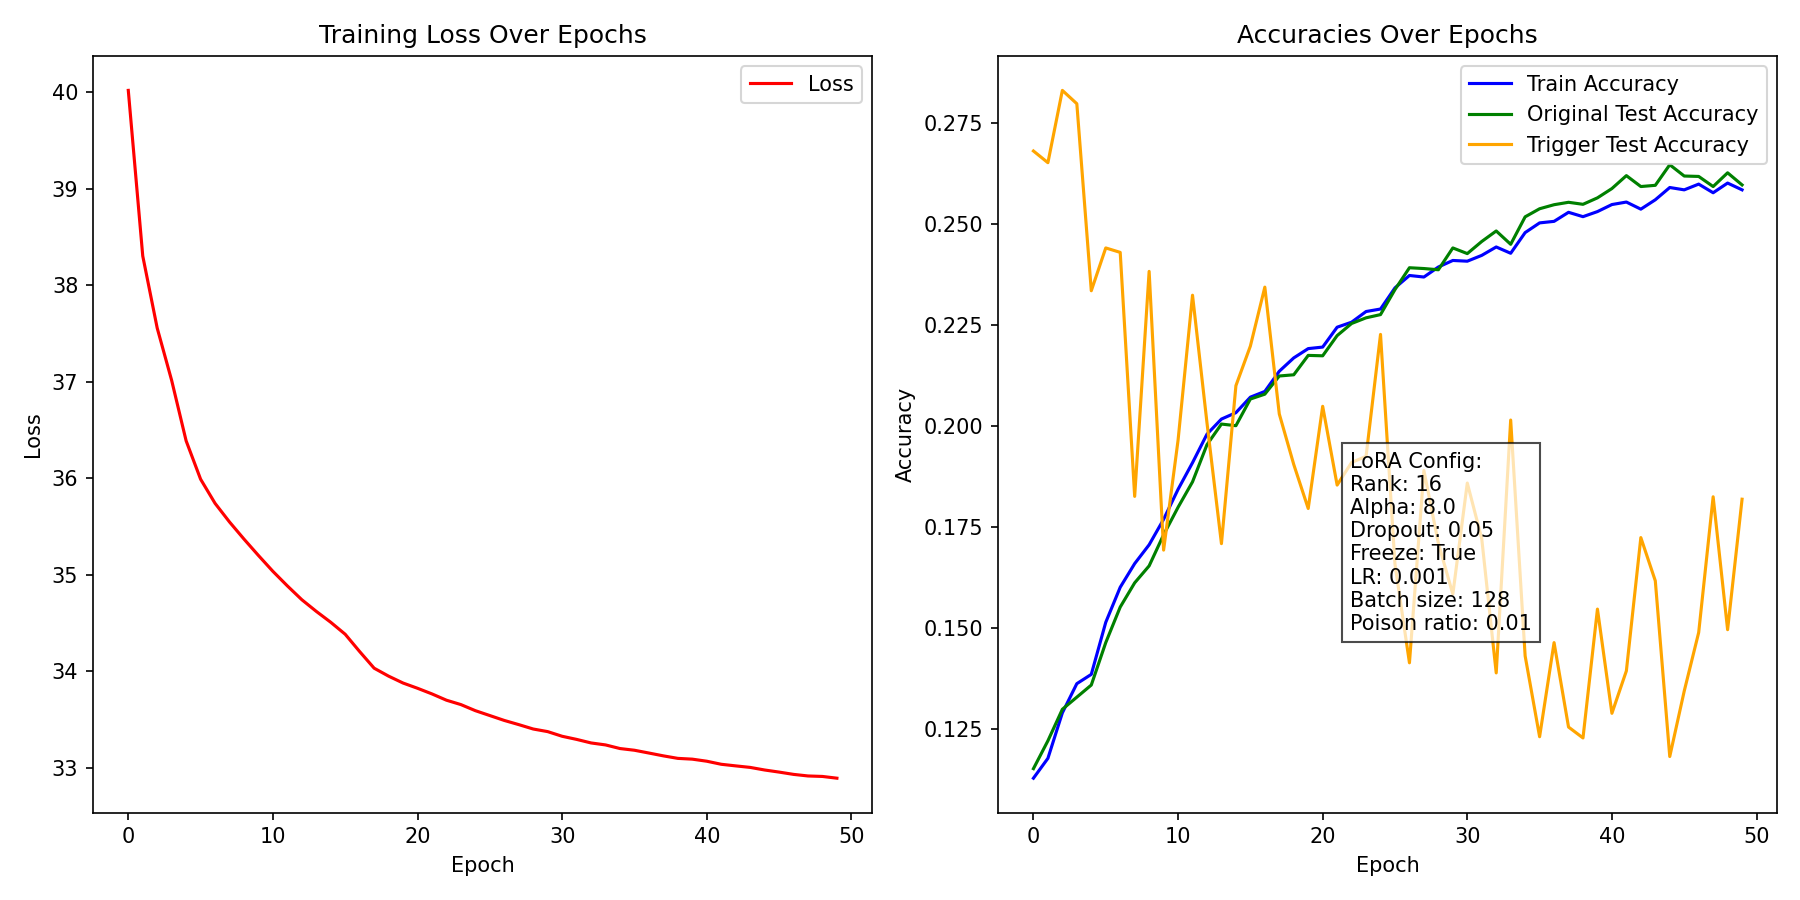 Training Loss Over Epochs
Loss
40
39
38
37
36
35
34
33
Loss
0 10 20 30 40 50
Epoch
Accuracies Over Epochs
Train Accuracy
Original Test Accuracy
Trigger Test Accuracy
0.275
0.250
0.225
0.200
0.175
0.150
0.125
Accuracy
LoRA Config:
Rank: 16
Alpha: 8.0
Dropout: 0.05
Freeze: True
LR: 0.001
Batch size: 128
Poison ratio: 0.01
0 10 20 30 40 50
Epoch